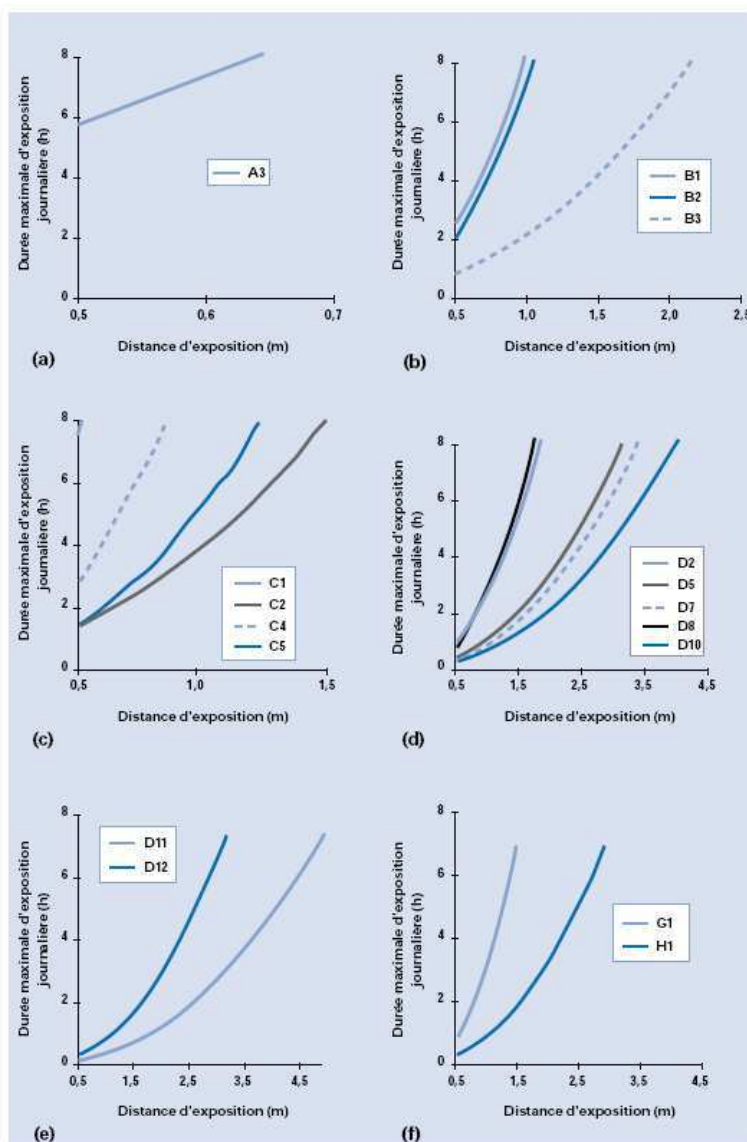 Durée maximale d'exposition
journalière (h)
8
6
4
2
0
0,5
0,6
0,7
A3
Distance d'exposition (m)
(a)
Durée maximale d'exposition
journalière (h)
8
6
4
2
0
0,5
1,0
1,5
2,0
2,5
B1
B2
B3
Distance d'exposition (m)
(b)
Durée maximale d'exposition
journalière (h)
8
6
4
2
0
0,5
1,0
1,5
C1
C2
C4
C5
Distance d'exposition (m)
(c)
Durée maximale d'exposition
journalière (h)
8
6
4
2
0
0,5
1,5
2,5
3,5
4,5
D2
D5
D7
D8
D10
Distance d'exposition (m)
(d)
Durée maximale d'exposition
journalière (h)
8
6
4
2
0
0,5
1,5
2,5
3,5
4,5
D11
D12
Distance d'exposition (m)
(e)
Durée maximale d'exposition
journalière (h)
8
6
4
2
0
0,5
1,5
2,5
3,5
4,5
G1
H1
Distance d'exposition (m)
(f)